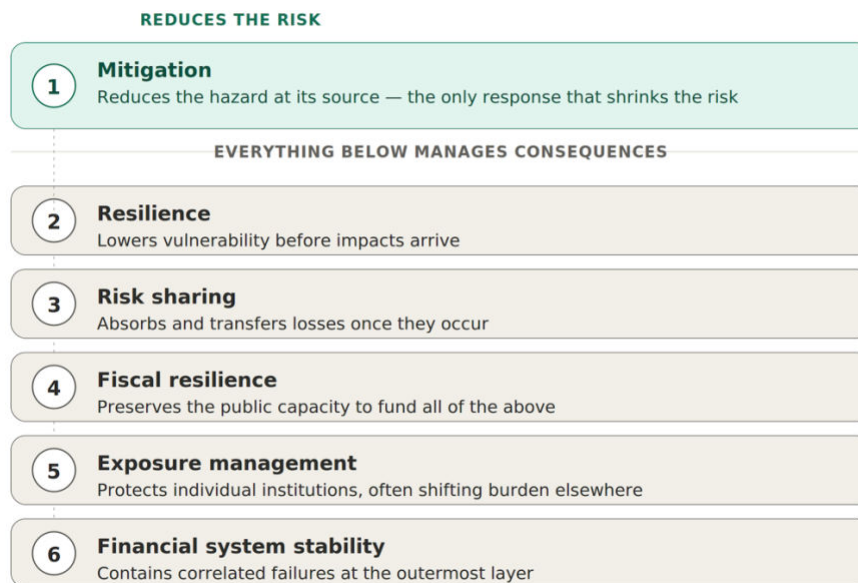 REDUCES THE RISK
1
Mitigation
Reduces the hazard at its source — the only response that shrinks the risk
EVERYTHING BELOW MANAGES CONSEQUENCES
2
Resilience
Lowers vulnerability before impacts arrive
3
Risk sharing
Absorbs and transfers losses once they occur
4
Fiscal resilience
Preserves the public capacity to fund all of the above
5
Exposure management
Protects individual institutions, often shifting burden elsewhere
6
Financial system stability
Contains correlated failures at the outermost layer